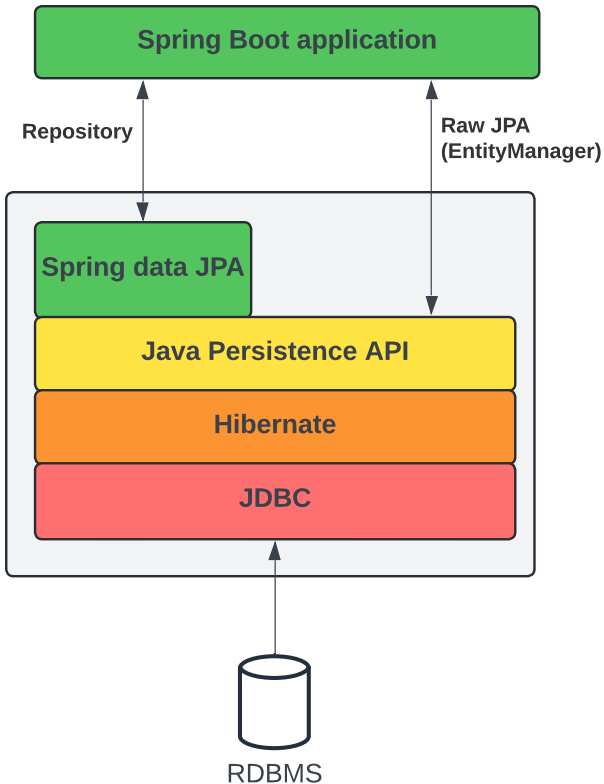 Spring Boot application
Repository
Raw JPA
(EntityManager)
Spring data JPA
Java Persistence API
Hibernate
JDBC
RDBMS